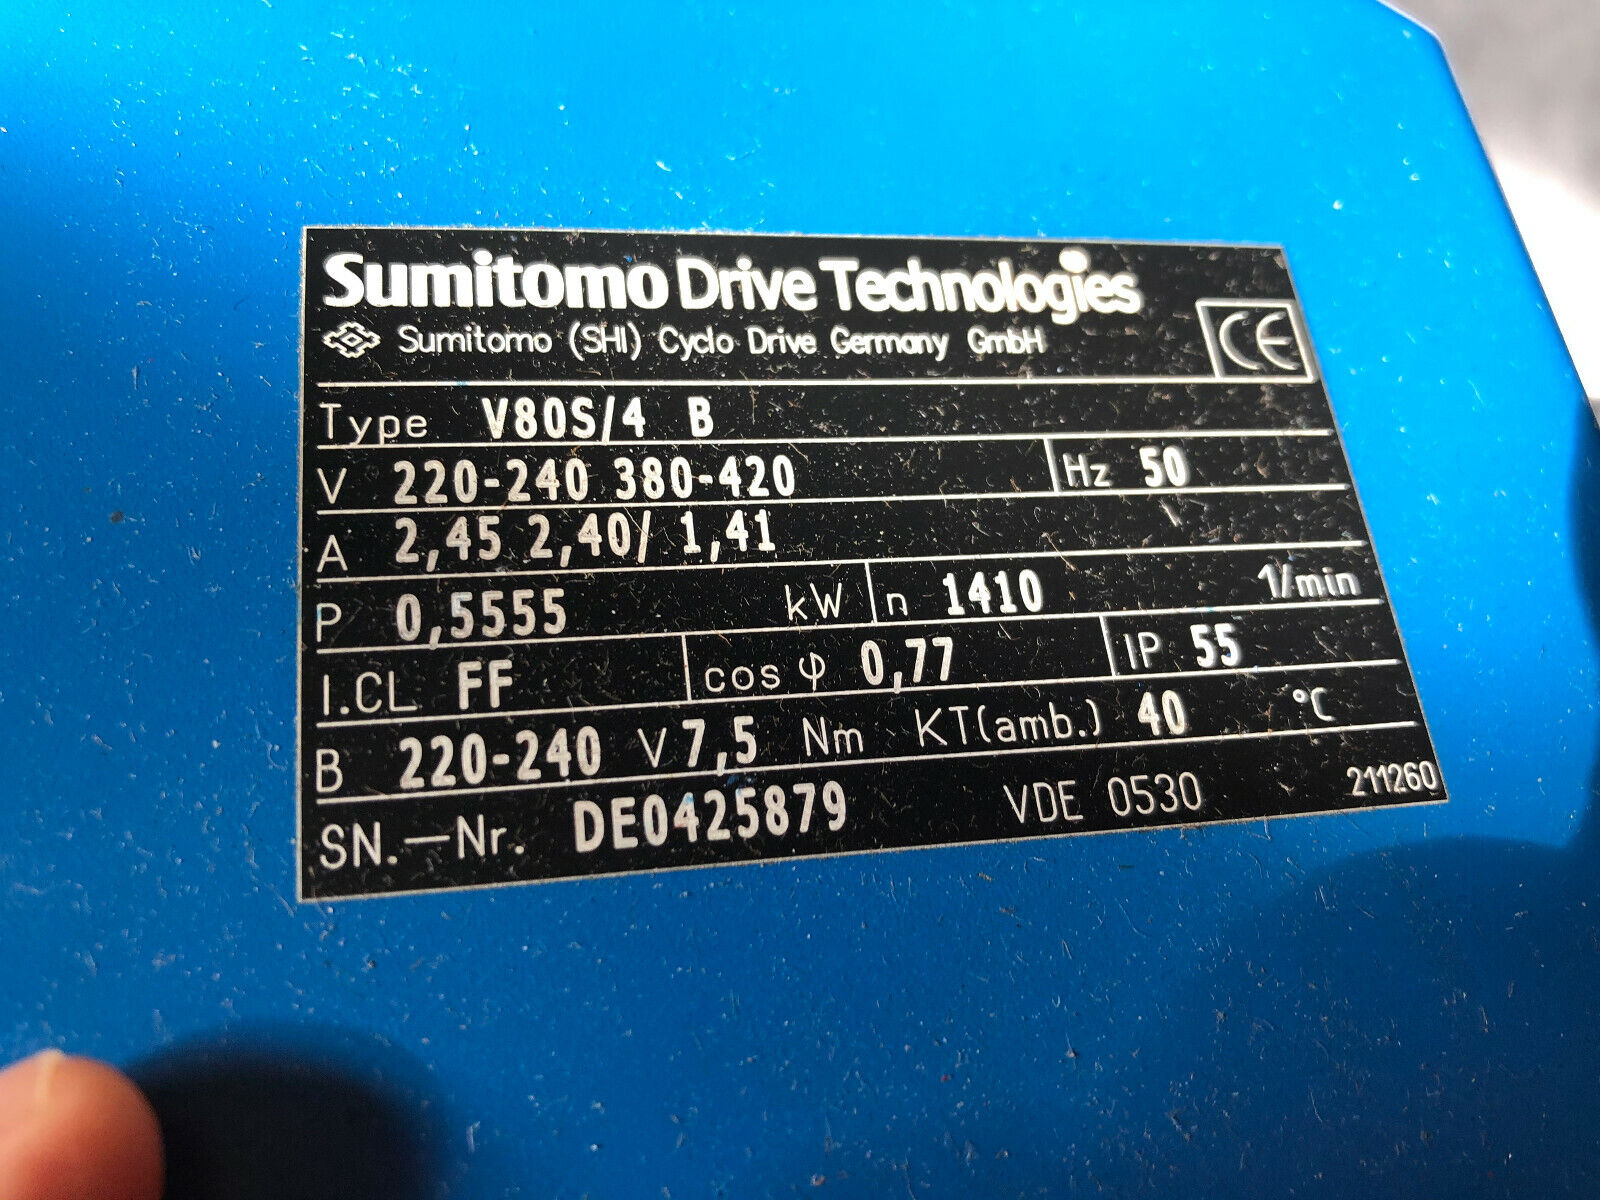 Sumitomo Drive Technologies
Sumitomo (SHI) Cyclo Drive Germany GmbH CE
Type V80S/4 B
V 220-240 380-420 Hz 50
A 2,45 2,40/ 1,41
P 0,5555 kW n 1410 1/min
I.CL FF cos φ 0,77 IP 55
B 220-240 V 7,5 Nm KT(amb.) 40 °C
SN.-Nr. DE0425879 VDE 0530 211260